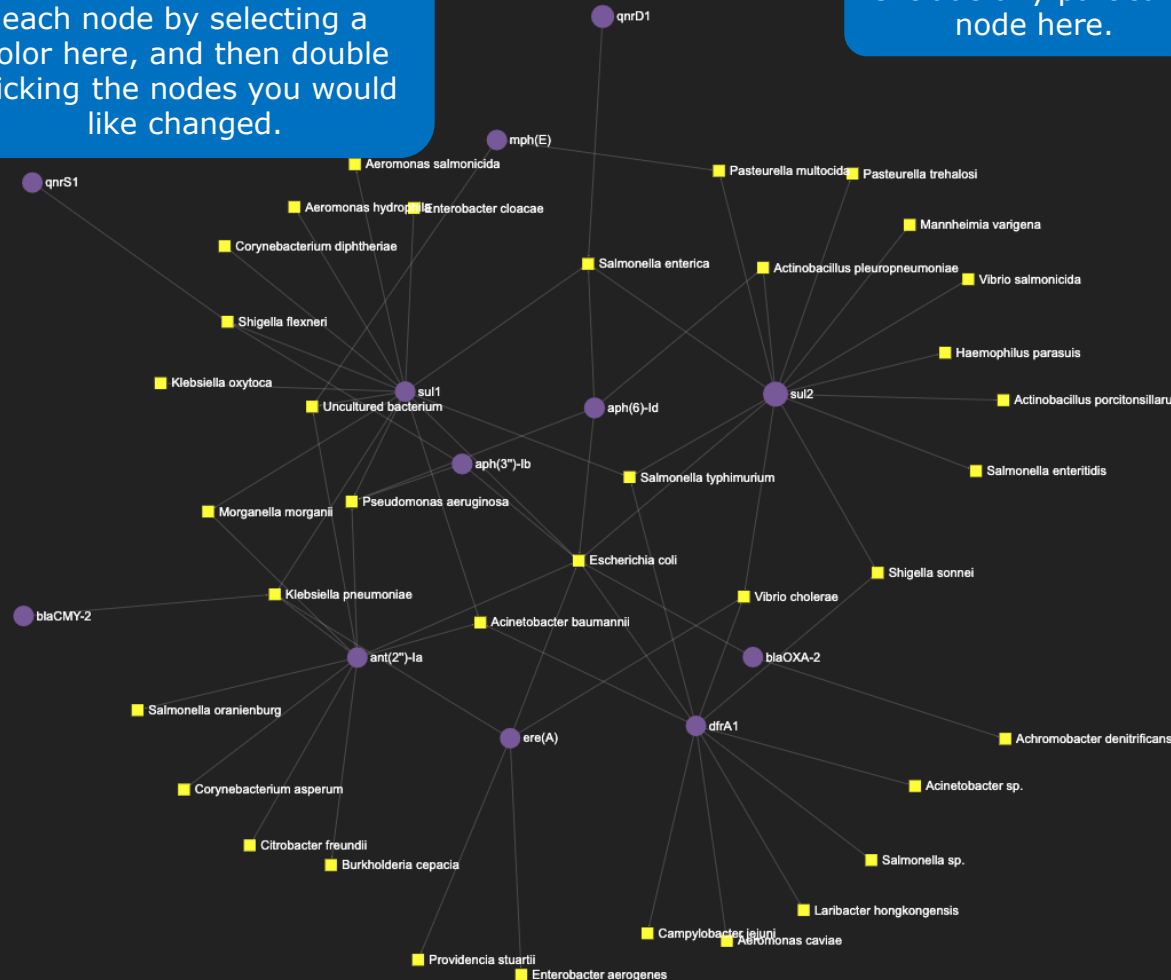 each node by selecting a
color here, and then double
clicking the nodes you would
like changed.
node here.
qnrD1
mph(E)
Aeromonas salmonicida
Pasteurella multocida
Pasteurella trehalosi
qnrS1
Aeromonas hydrophila
Enterobacter cloacae
Mannheimia varigena
Corynebacterium diphtheriae
Salmonella enterica
Actinobacillus pleuropneumoniae
Vibrio salmonicida
Shigella flexneri
Haemophilus parasuis
Klebsiella oxytoca
sul1
sul2
Actinobacillus porcitonsillaru
Uncultured bacterium
aph(6)-Id
aph(3")-Ib
Salmonella enteritidis
Salmonella typhimurium
Pseudomonas aeruginosa
Morganella morganii
Escherichia coli
Shigella sonnei
Klebsiella pneumoniae
Vibrio cholerae
blaCMY-2
Acinetobacter baumannii
ant(2")-Ia
blaOXA-2
Salmonella oranienburg
dfrA1
ere(A)
Achromobacter denitrificans
Corynebacterium asperum
Acinetobacter sp.
Citrobacter freundii
Burkholderia cepacia
Salmonella sp.
Laribacter hongkongensis
Campylobacter jejuni
Aeromonas caviae
Providencia stuartii
Enterobacter aerogenes